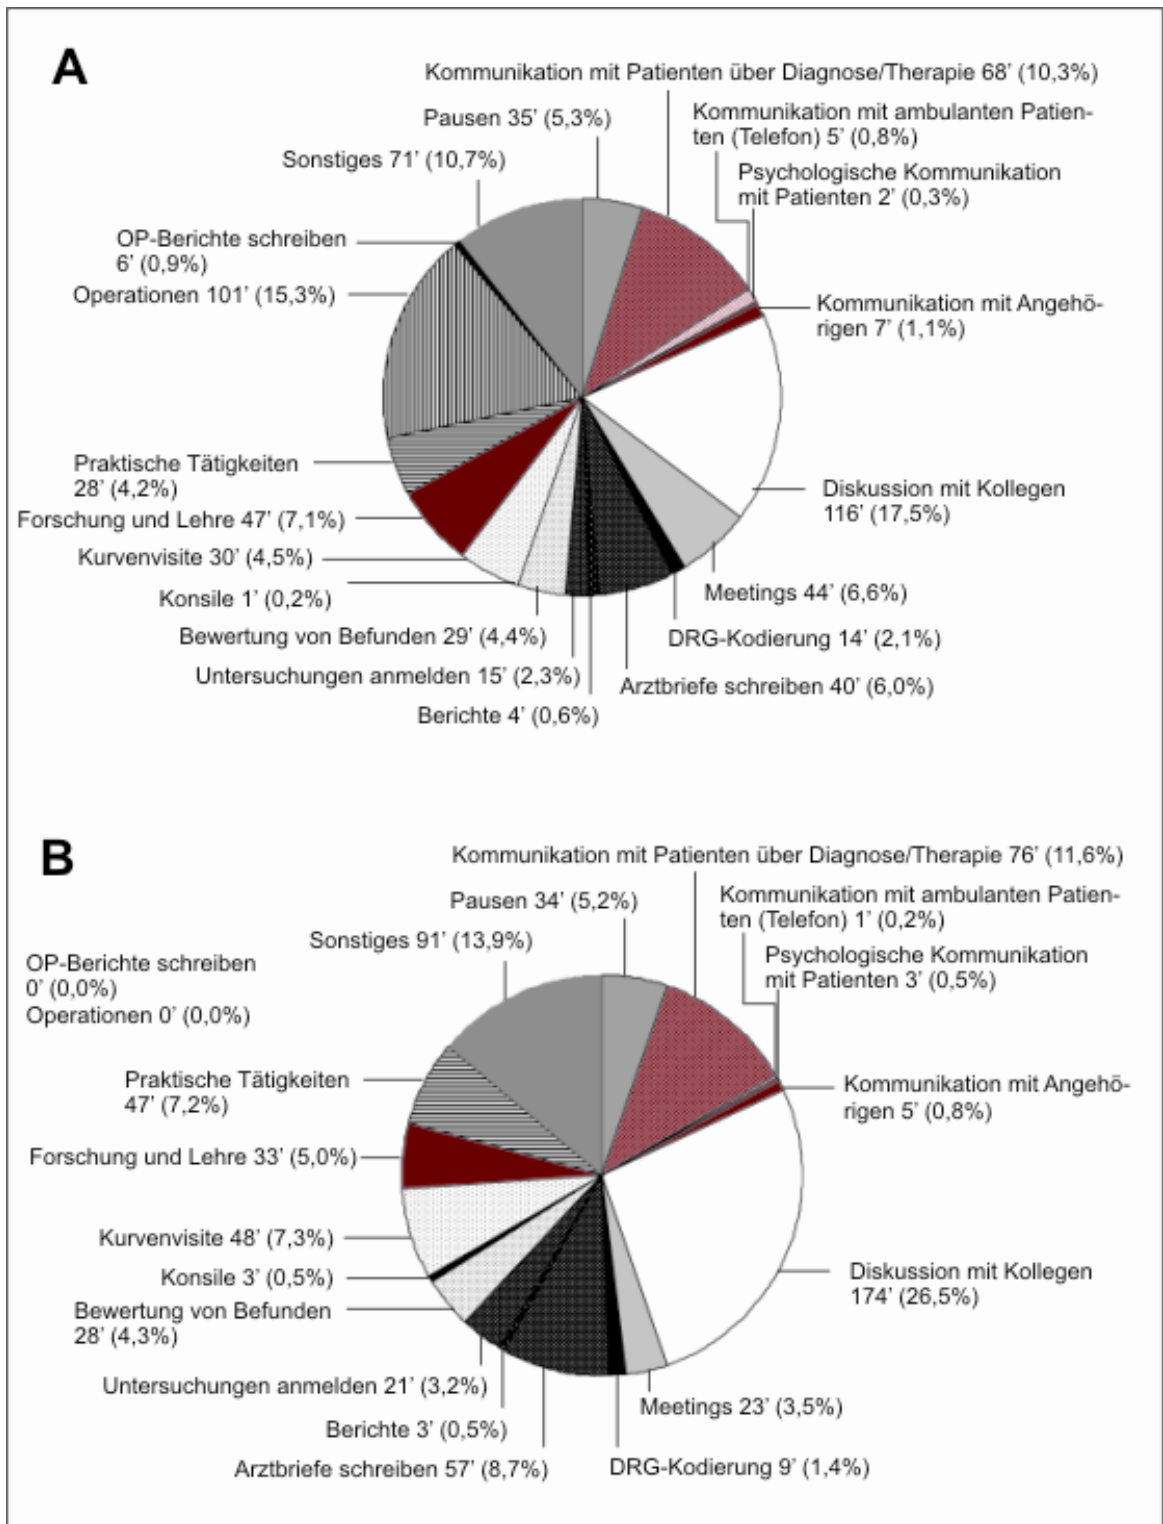 A
Kommunikation mit Patienten über Diagnose/Therapie 68’ (10,3%)
Pausen 35’ (5,3%)
Kommunikation mit ambulanten Patien-
ten (Telefon) 5’ (0,8%)
Sonstiges 71’ (10,7%)
Psychologische Kommunikation
mit Patienten 2’ (0,3%)
OP-Berichte schreiben
6’ (0,9%)
Operationen 101’ (15,3%)
Kommunikation mit Angehö-
rigen 7’ (1,1%)
Praktische Tätigkeiten
28’ (4,2%)
Diskussion mit Kollegen
116’ (17,5%)
Forschung und Lehre 47’ (7,1%)
Kurvenvisite 30’ (4,5%)
Konsile 1’ (0,2%)
Meetings 44’ (6,6%)
Bewertung von Befunden 29’ (4,4%)
DRG-Kodierung 14’ (2,1%)
Untersuchungen anmelden 15’ (2,3%)
Arztbriefe schreiben 40’ (6,0%)
Berichte 4’ (0,6%)
B
Kommunikation mit Patienten über Diagnose/Therapie 76’ (11,6%)
Pausen 34’ (5,2%)
Kommunikation mit ambulanten Patien-
ten (Telefon) 1’ (0,2%)
Sonstiges 91’ (13,9%)
Psychologische Kommunikation
mit Patienten 3’ (0,5%)
OP-Berichte schreiben
0’ (0,0%)
Operationen 0’ (0,0%)
Praktische Tätigkeiten
47’ (7,2%)
Kommunikation mit Angehö-
rigen 5’ (0,8%)
Forschung und Lehre 33’ (5,0%)
Kurvenvisite 48’ (7,3%)
Konsile 3’ (0,5%)
Diskussion mit Kollegen
174’ (26,5%)
Bewertung von Befunden
28’ (4,3%)
Untersuchungen anmelden 21’ (3,2%)
Meetings 23’ (3,5%)
Berichte 3’ (0,5%)
Arztbriefe schreiben 57’ (8,7%)
DRG-Kodierung 9’ (1,4%)